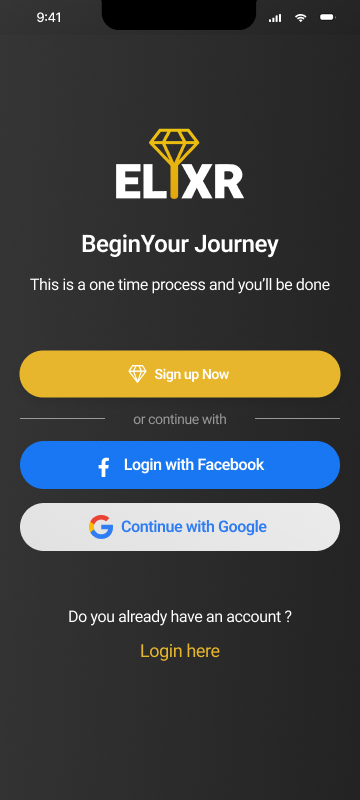 9:41
ELIXR
BeginYour Journey
This is a one time process and you'll be done
Sign up Now
or continue with
Login with Facebook
Continue with Google
Do you already have an account ?
Login here